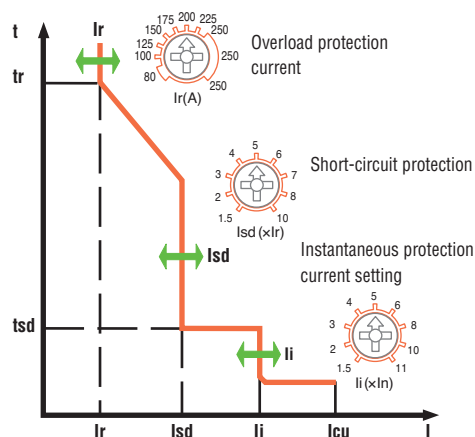 t
Ir
tr
80
100
125
150
175
200
225
250
250
250
Ir(A)
Overload protection
current
1.5
2
3
4
5
6
7
8
10
Isd (×Ir)
Short-circuit protection
Isd
Instantaneous protection
current setting
1.5
2
3
4
5
6
8
10
11
Ii (×In)
tsd
Ii
Ir
Isd
Ii
Icu
I